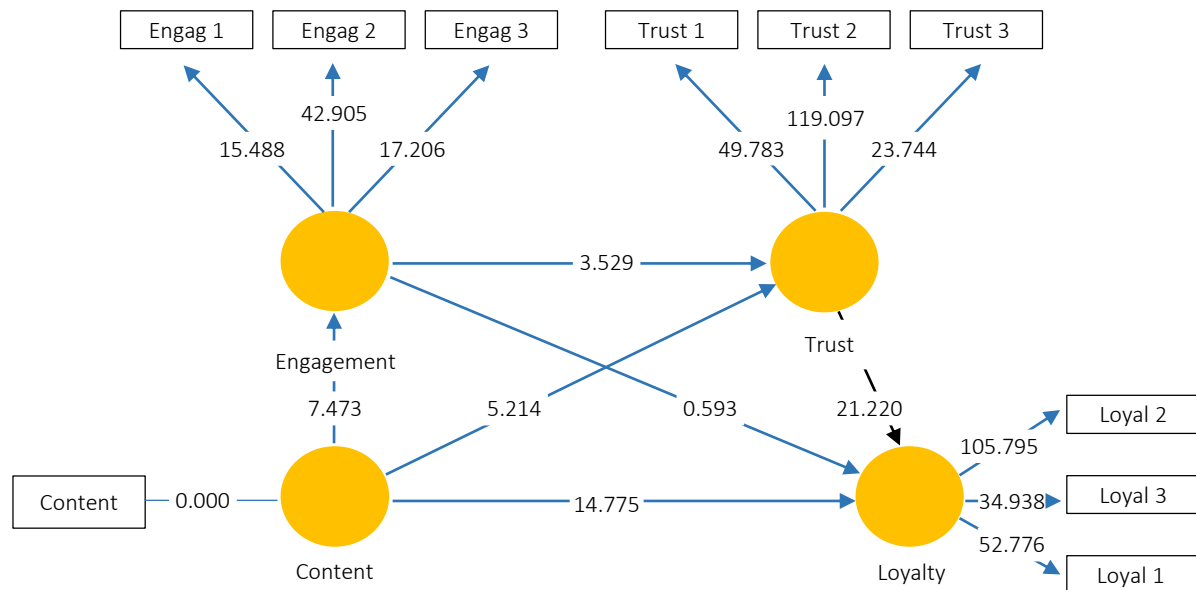 Engag 1
Engag 2
Engag 3
Trust 1
Trust 2
Trust 3
42.905
119.097
15.488
17.206
49.783
23.744
3.529
Engagement
Trust
7.473
5.214
0.593
21.220
Loyal 2
105.795
Content
0.000
14.775
34.938
Loyal 3
52.776
Content
Loyalty
Loyal 1